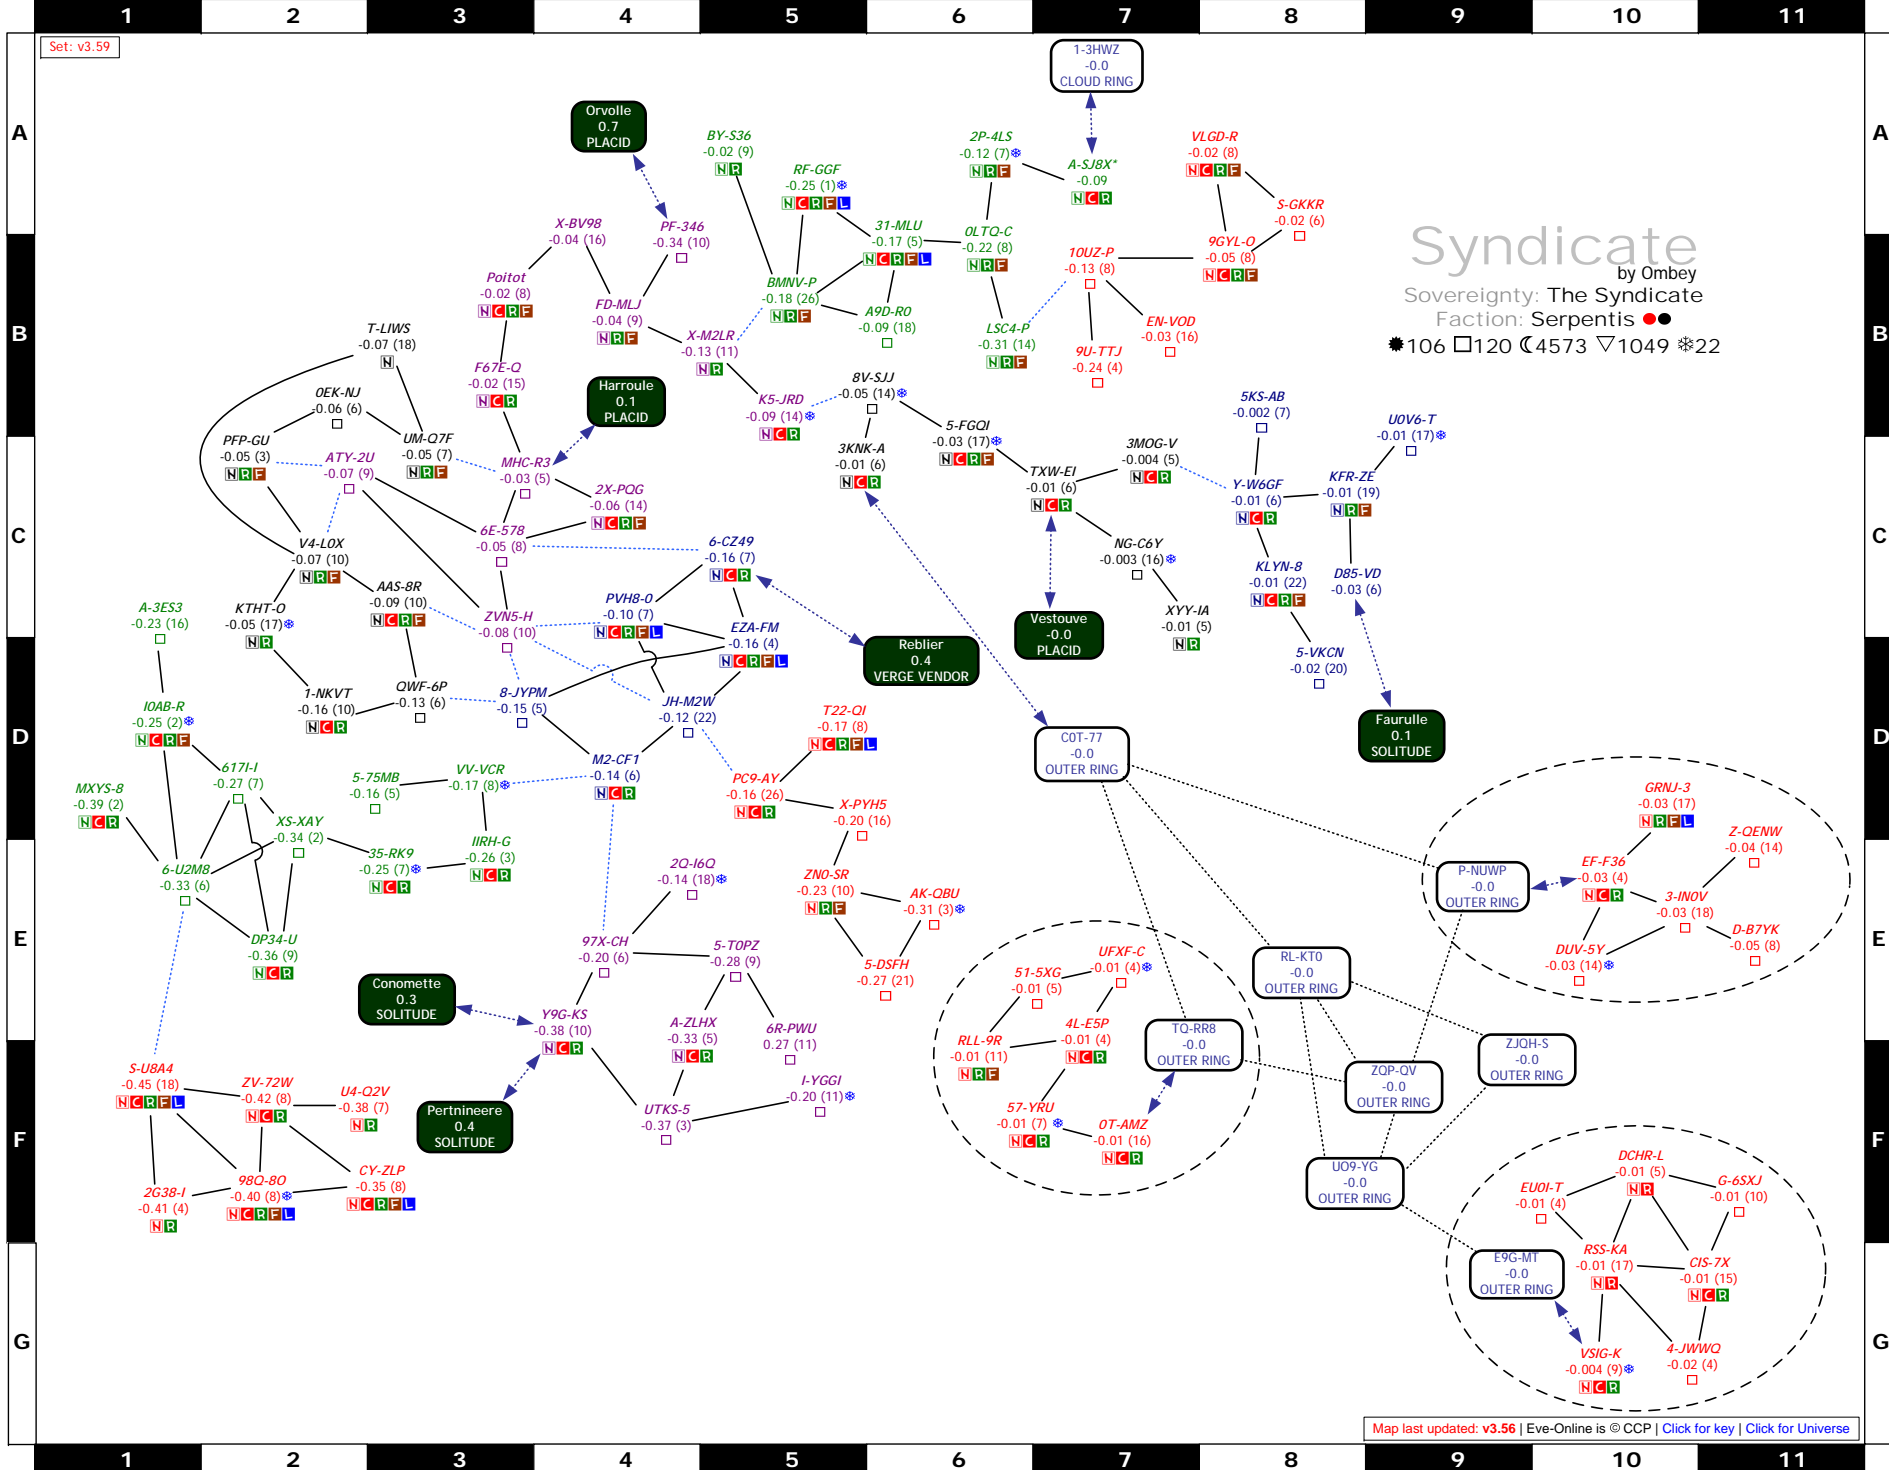 1 2 3 4 5 6 7 8 9 10 11
Set: v3.59
A
A
B
B
C
C
D
D
E
E
F
F
G
G
Syndicate
by Ombey
Sovereignty: The Syndicate
Faction: Serpentis
106 120 4573 1049 22
1-3HWZ
-0.0
CLOUD RING
Orvolle
0.7
PLACID
BY-S36
-0.02 (9)
N R
RF-GGF
-0.25 (1)
N C R F L
2P-4LS
-0.12 (7)
N R F
A-SJ8X*
-0.09
N C R
VLGD-R
-0.02 (8)
N C R F
S-GKKR
-0.02 (6)
X-BV98
-0.04 (16)
PF-346
-0.34 (10)
31-MLU
-0.17 (5)
N C R F L
0LTQ-C
-0.22 (8)
N R F
10UZ-P
-0.13 (8)
9GYL-O
-0.05 (8)
N C R F
Poitot
-0.02 (8)
N C R F
FD-MLJ
-0.04 (9)
N R F
BMNV-P
-0.18 (26)
N R F
A9D-R0
-0.09 (18)
LSC4-P
-0.31 (14)
N R F
EN-VOD
-0.03 (16)
9U-TTJ
-0.24 (4)
T-LIWS
-0.07 (18)
N
X-M2LR
-0.13 (11)
N R
F67E-Q
-0.02 (15)
N C R
Harroule
0.1
PLACID
0EK-NJ
-0.06 (6)
K5-JRD
-0.09 (14)
N C R
8V-SJJ
-0.05 (14)
5-FGQI
-0.03 (17)
N C R F
5KS-AB
-0.002 (7)
U0V6-T
-0.01 (17)
PFP-GU
-0.05 (3)
N R F
ATY-2U
-0.07 (9)
UM-Q7F
-0.05 (7)
N R F
MHC-R3
-0.03 (5)
3KNK-A
-0.01 (6)
N C R
TXW-EI
-0.01 (6)
N C R
3MOG-V
-0.004 (5)
N C R
Y-W6GF
-0.01 (6)
N C R
KFR-ZE
-0.01 (19)
N R F
2X-PQG
-0.06 (14)
N C R F
6E-578
-0.05 (8)
V4-L0X
-0.07 (10)
N R F
6-CZ49
-0.16 (7)
N C R
NG-C6Y
-0.003 (16)
KLYN-8
-0.01 (22)
N C R F
D85-VD
-0.03 (6)
A-3ES3
-0.23 (16)
KTHT-O
-0.05 (17)
N R
AAS-8R
-0.09 (10)
N C R F
ZVN5-H
-0.08 (10)
PVH8-0
-0.10 (7)
N C R F L
EZA-FM
-0.16 (4)
N C R F L
Reblier
0.4
VERGE VENDOR
Vestouve
-0.0
PLACID
XYY-IA
-0.01 (5)
N R
5-VKCN
-0.02 (20)
I0AB-R
-0.25 (2)
N C R F
1-NKVT
-0.16 (10)
N C R
QWF-6P
-0.13 (6)
8-JYPM
-0.15 (5)
JH-M2W
-0.12 (22)
T22-QI
-0.17 (8)
N C R F L
C0T-77
-0.0
OUTER RING
Faurulle
0.1
SOLITUDE
MXYS-8
-0.39 (2)
N C R
617I-I
-0.27 (7)
5-75MB
-0.16 (5)
VV-VCR
-0.17 (8)
M2-CF1
-0.14 (6)
N C R
PC9-AY
-0.16 (26)
N C R
X-PYH5
-0.20 (16)
GRNJ-3
-0.03 (17)
N R F L
XS-XAY
-0.34 (2)
Z-QENW
-0.04 (14)
6-U2M8
-0.33 (6)
35-RK9
-0.25 (7)
N C R
IIRH-G
-0.26 (3)
N C R
2Q-I6Q
-0.14 (18)
ZN0-SR
-0.23 (10)
N R F
AK-QBU
-0.31 (3)
P-NUWP
-0.0
OUTER RING
EF-F36
-0.03 (4)
N C R
3-IN0V
-0.03 (18)
D-B7YK
-0.05 (8)
DUV-5Y
-0.03 (14)
DP34-U
-0.36 (9)
N C R
97X-CH
-0.20 (6)
5-T0PZ
-0.28 (9)
5-DSFH
-0.27 (21)
UFXF-C
-0.01 (4)
51-5XG
-0.01 (5)
RL-KT0
-0.0
OUTER RING
Conomette
0.3
SOLITUDE
Y9G-KS
-0.38 (10)
N C R
A-ZLHX
-0.33 (5)
N C R
6R-PWU
0.27 (11)
RLL-9R
-0.01 (11)
N R F
4L-E5P
-0.01 (4)
N C R
TQ-RR8
-0.0
OUTER RING
ZJQH-S
-0.0
OUTER RING
ZQP-QV
-0.0
OUTER RING
S-U8A4
-0.45 (18)
N C R F L
ZV-72W
-0.42 (8)
N C R
U4-Q2V
-0.38 (7)
N R
Pertnineere
0.4
SOLITUDE
UTKS-5
-0.37 (3)
I-YGGI
-0.20 (11)
57-YRU
-0.01 (7)
N C R
0T-AMZ
-0.01 (16)
N C R
UO9-YG
-0.0
OUTER RING
DCHR-L
-0.01 (5)
N R
EU0I-T
-0.01 (4)
G-6SXJ
-0.01 (10)
2G38-I
-0.41 (4)
N R
98Q-8O
-0.40 (8)
N C R F L
CY-ZLP
-0.35 (8)
N C R F L
E9G-MT
-0.0
OUTER RING
RSS-KA
-0.01 (17)
N R
CIS-7X
-0.01 (15)
N C R
VSIG-K
-0.004 (9)
N C R
4-JWWQ
-0.02 (4)
Map last updated: v3.56 | Eve-Online is © CCP | Click for key | Click for Universe
1 2 3 4 5 6 7 8 9 10 11